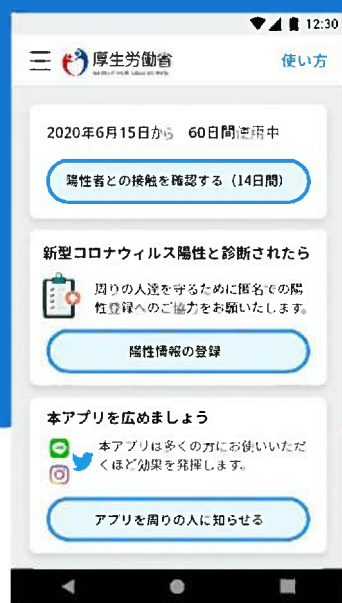 12:30
厚生労働省
使い方
2020年6月15日から 60日間使用中
陽性者との接触を確認する（14日間）
新型コロナウィルス陽性と診断されたら
周りの人達を守るために匿名での陽
性登録へのご協力をお願いいたします。
陽性情報の登録
本アプリを広めましょう
本アプリは多くの方にお使いいただ
くほど効果を発揮します。
アプリを周りの人に知らせる